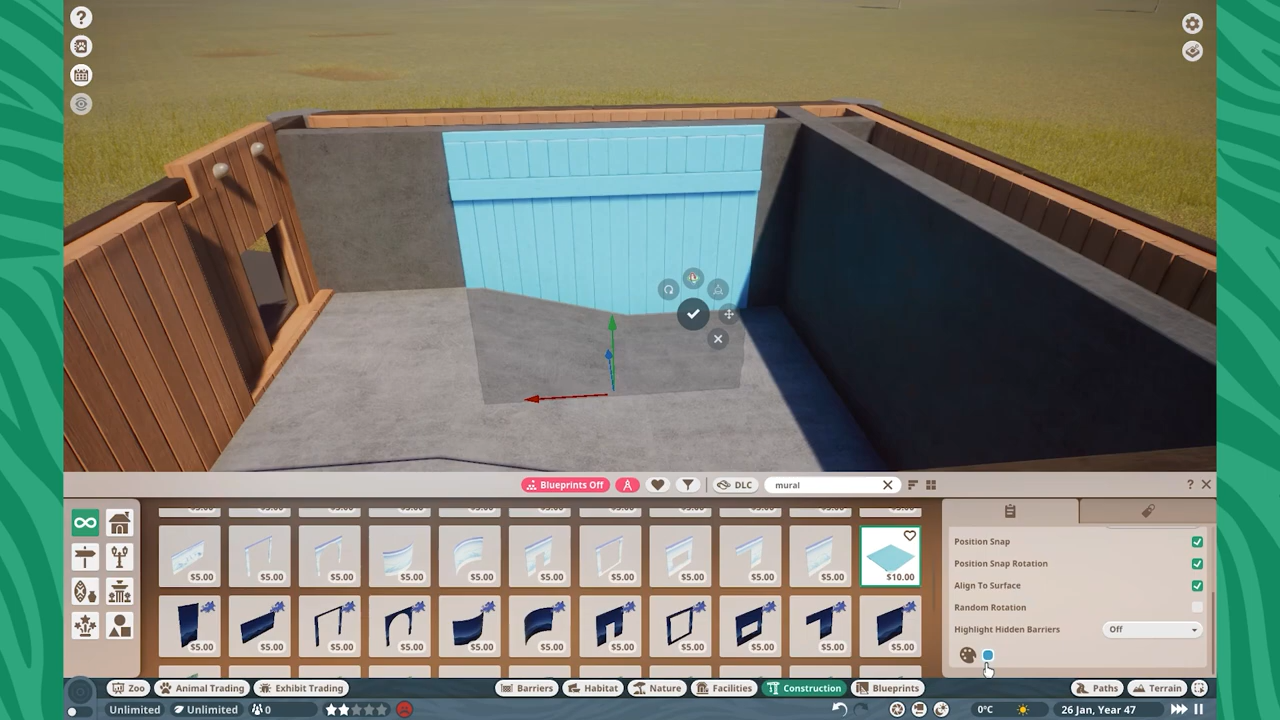 ?
Blueprints Off
DLC
mural
?
$5.00 $5.00 $5.00 $5.00 $5.00 $5.00 $5.00 $5.00 $5.00 $5.00 $10.00
$5.00 $5.00 $5.00 $5.00 $5.00 $5.00 $5.00 $5.00 $5.00 $5.00 $5.00
Position Snap
Position Snap Rotation
Align To Surface
Random Rotation
Highlight Hidden Barriers Off
Zoo Animal Trading Exhibit Trading Barriers Habitat Nature Facilities Construction Blueprints Paths Terrain
Unlimited Unlimited 0 0°C 26 Jan, Year 47